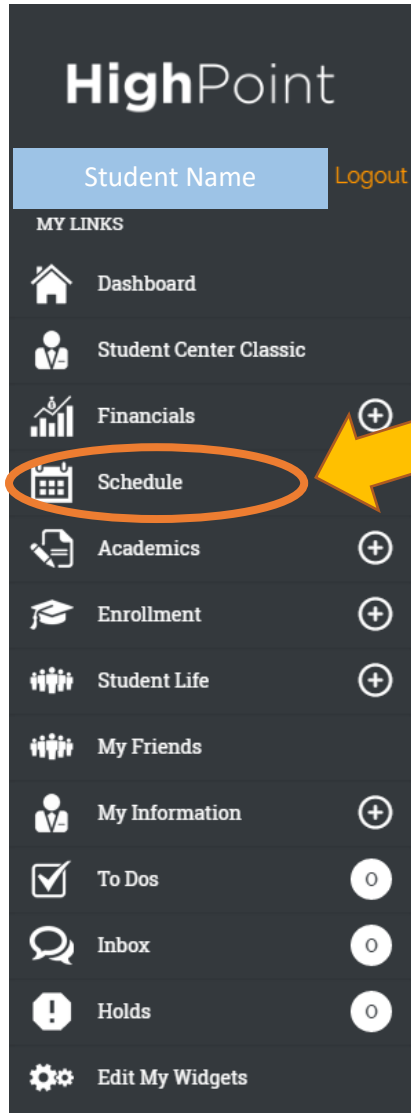 HighPoint
Student Name Logout
MY LINKS
Dashboard
Student Center Classic
Financials
Schedule
Academics
Enrollment
Student Life
My Friends
My Information
To Dos 0
Inbox 0
Holds 0
Edit My Widgets